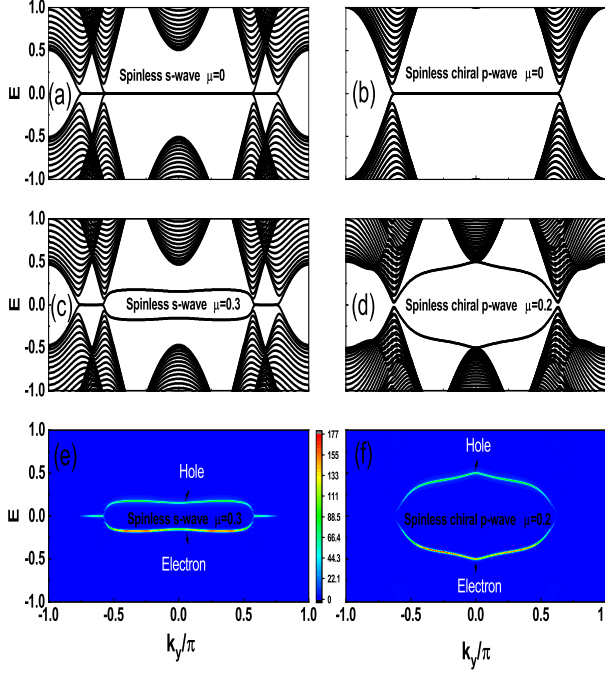 1.0
0.5
0.0
-0.5
-1.0
E
Spinless s-wave μ=0
(a)
Spinless chiral p-wave μ=0
(b)
1.0
0.5
0.0
-0.5
-1.0
E
(c)
Spinless s-wave μ=0.3
(d)
Spinless chiral p-wave μ=0.2
1.0
0.5
0.0
-0.5
-1.0
E
(e)
Hole
Spinless s-wave μ=0.3
Electron
177
155
133
111
88.5
66.4
44.3
22.1
0
(f)
Hole
Spinless chiral p-wave μ=0.2
Electron
-1.0 -0.5 0.0 0.5 1.0
k_y/π
-1.0 -0.5 0.0 0.5 1.0
k_y/π